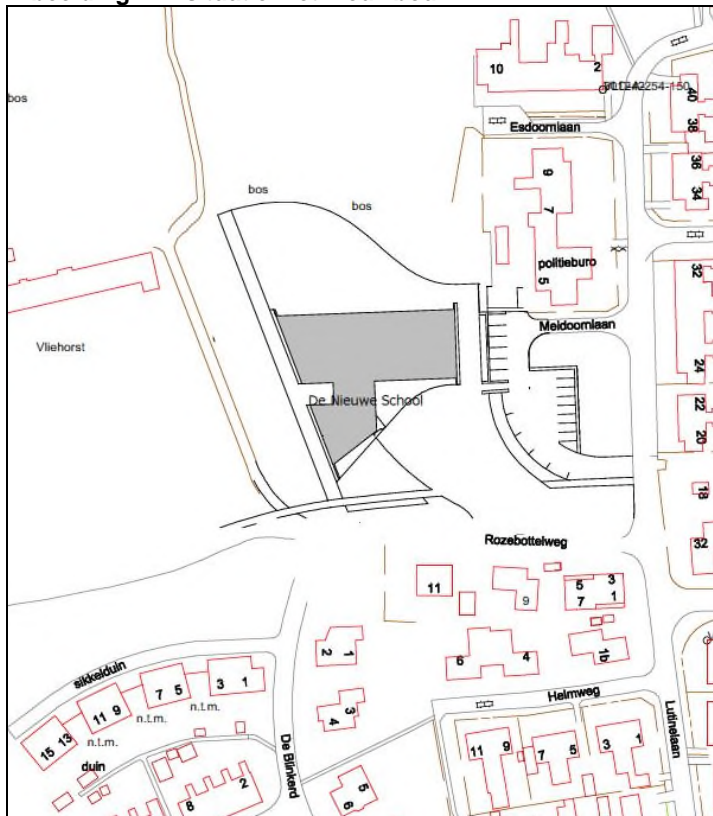 10
2
bos
40
Esdoornlaan
38
36
9
34
bos
bos
7
politieburo
5
32
Meidoornlaan
Vliehorst
24
De Nieuwe School
22
20
18
Rozebottelweg
32
11
9
5
3
7
1
2
1
6
4
1b
sikkelduin
3
1
7
5
n.t.m.
11
9
n.t.m.
15
13
n.t.m.
duin
3
4
Helmweg
De Blinkerd
Lutinelaan
11
9
7
5
3
1
8
2
5
6